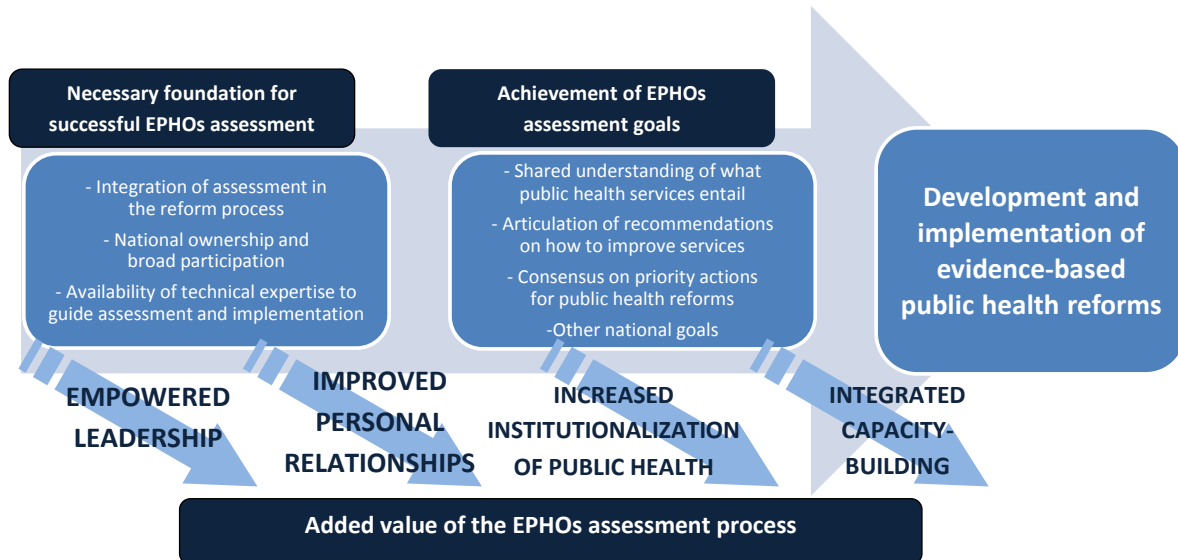 Necessary foundation for
successful EPHOs assessment
- Integration of assessment in
the reform process
- National ownership and
broad participation
- Availability of technical expertise to
guide assessment and implementation
Achievement of EPHOs
assessment goals
- Shared understanding of what
public health services entail
- Articulation of recommendations
on how to improve services
- Consensus on priority actions
for public health reforms
-Other national goals
Development and
implementation of
evidence-based
public health reforms
EMPOWERED
LEADERSHIP
IMPROVED
PERSONAL
RELATIONSHIPS
INCREASED
INSTITUTIONALIZATION
OF PUBLIC HEALTH
INTEGRATED
CAPACITY-
BUILDING
Added value of the EPHOs assessment process